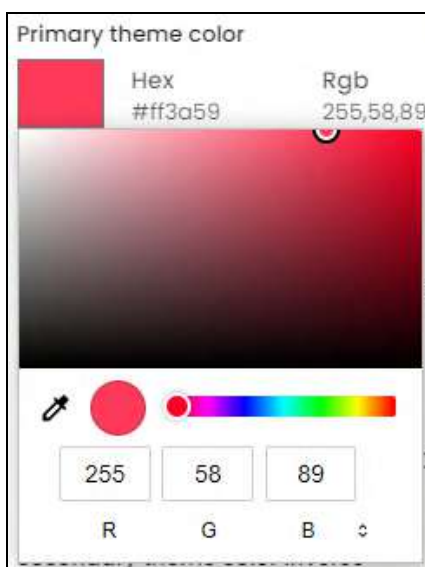 Primary theme color
Hex Rgb
#ff3a59 255,58,89
255 58 89
R G B